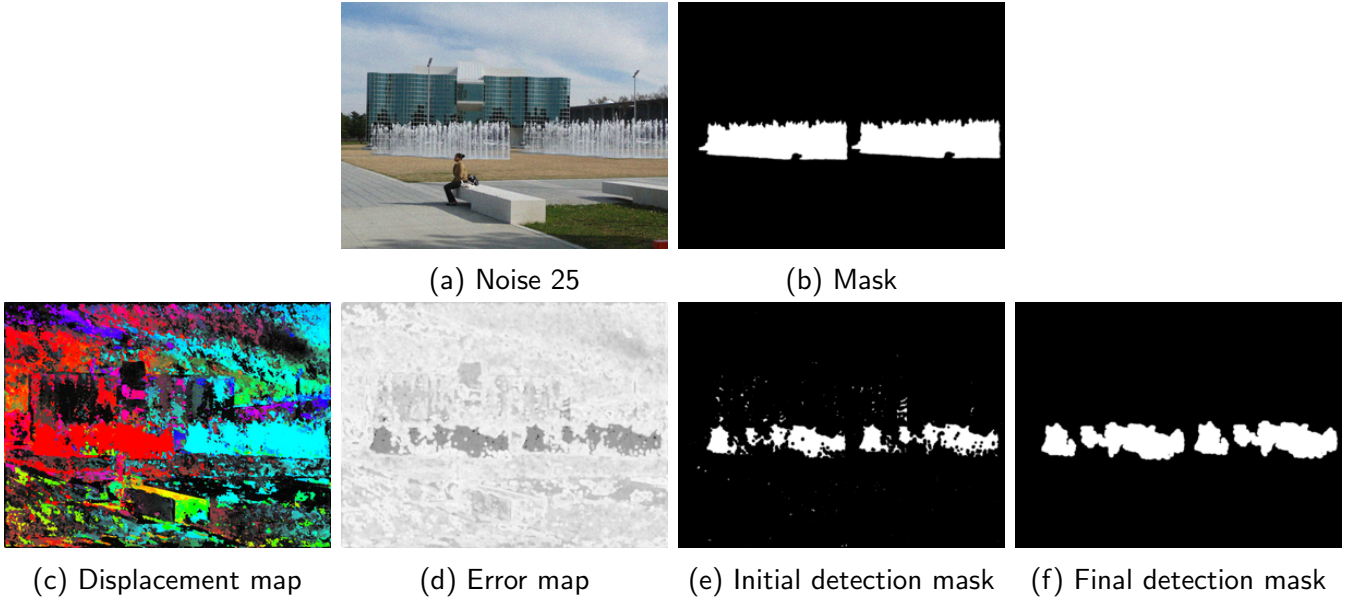 (a) Noise 25
(b) Mask
(c) Displacement map
(d) Error map
(e) Initial detection mask
(f) Final detection mask